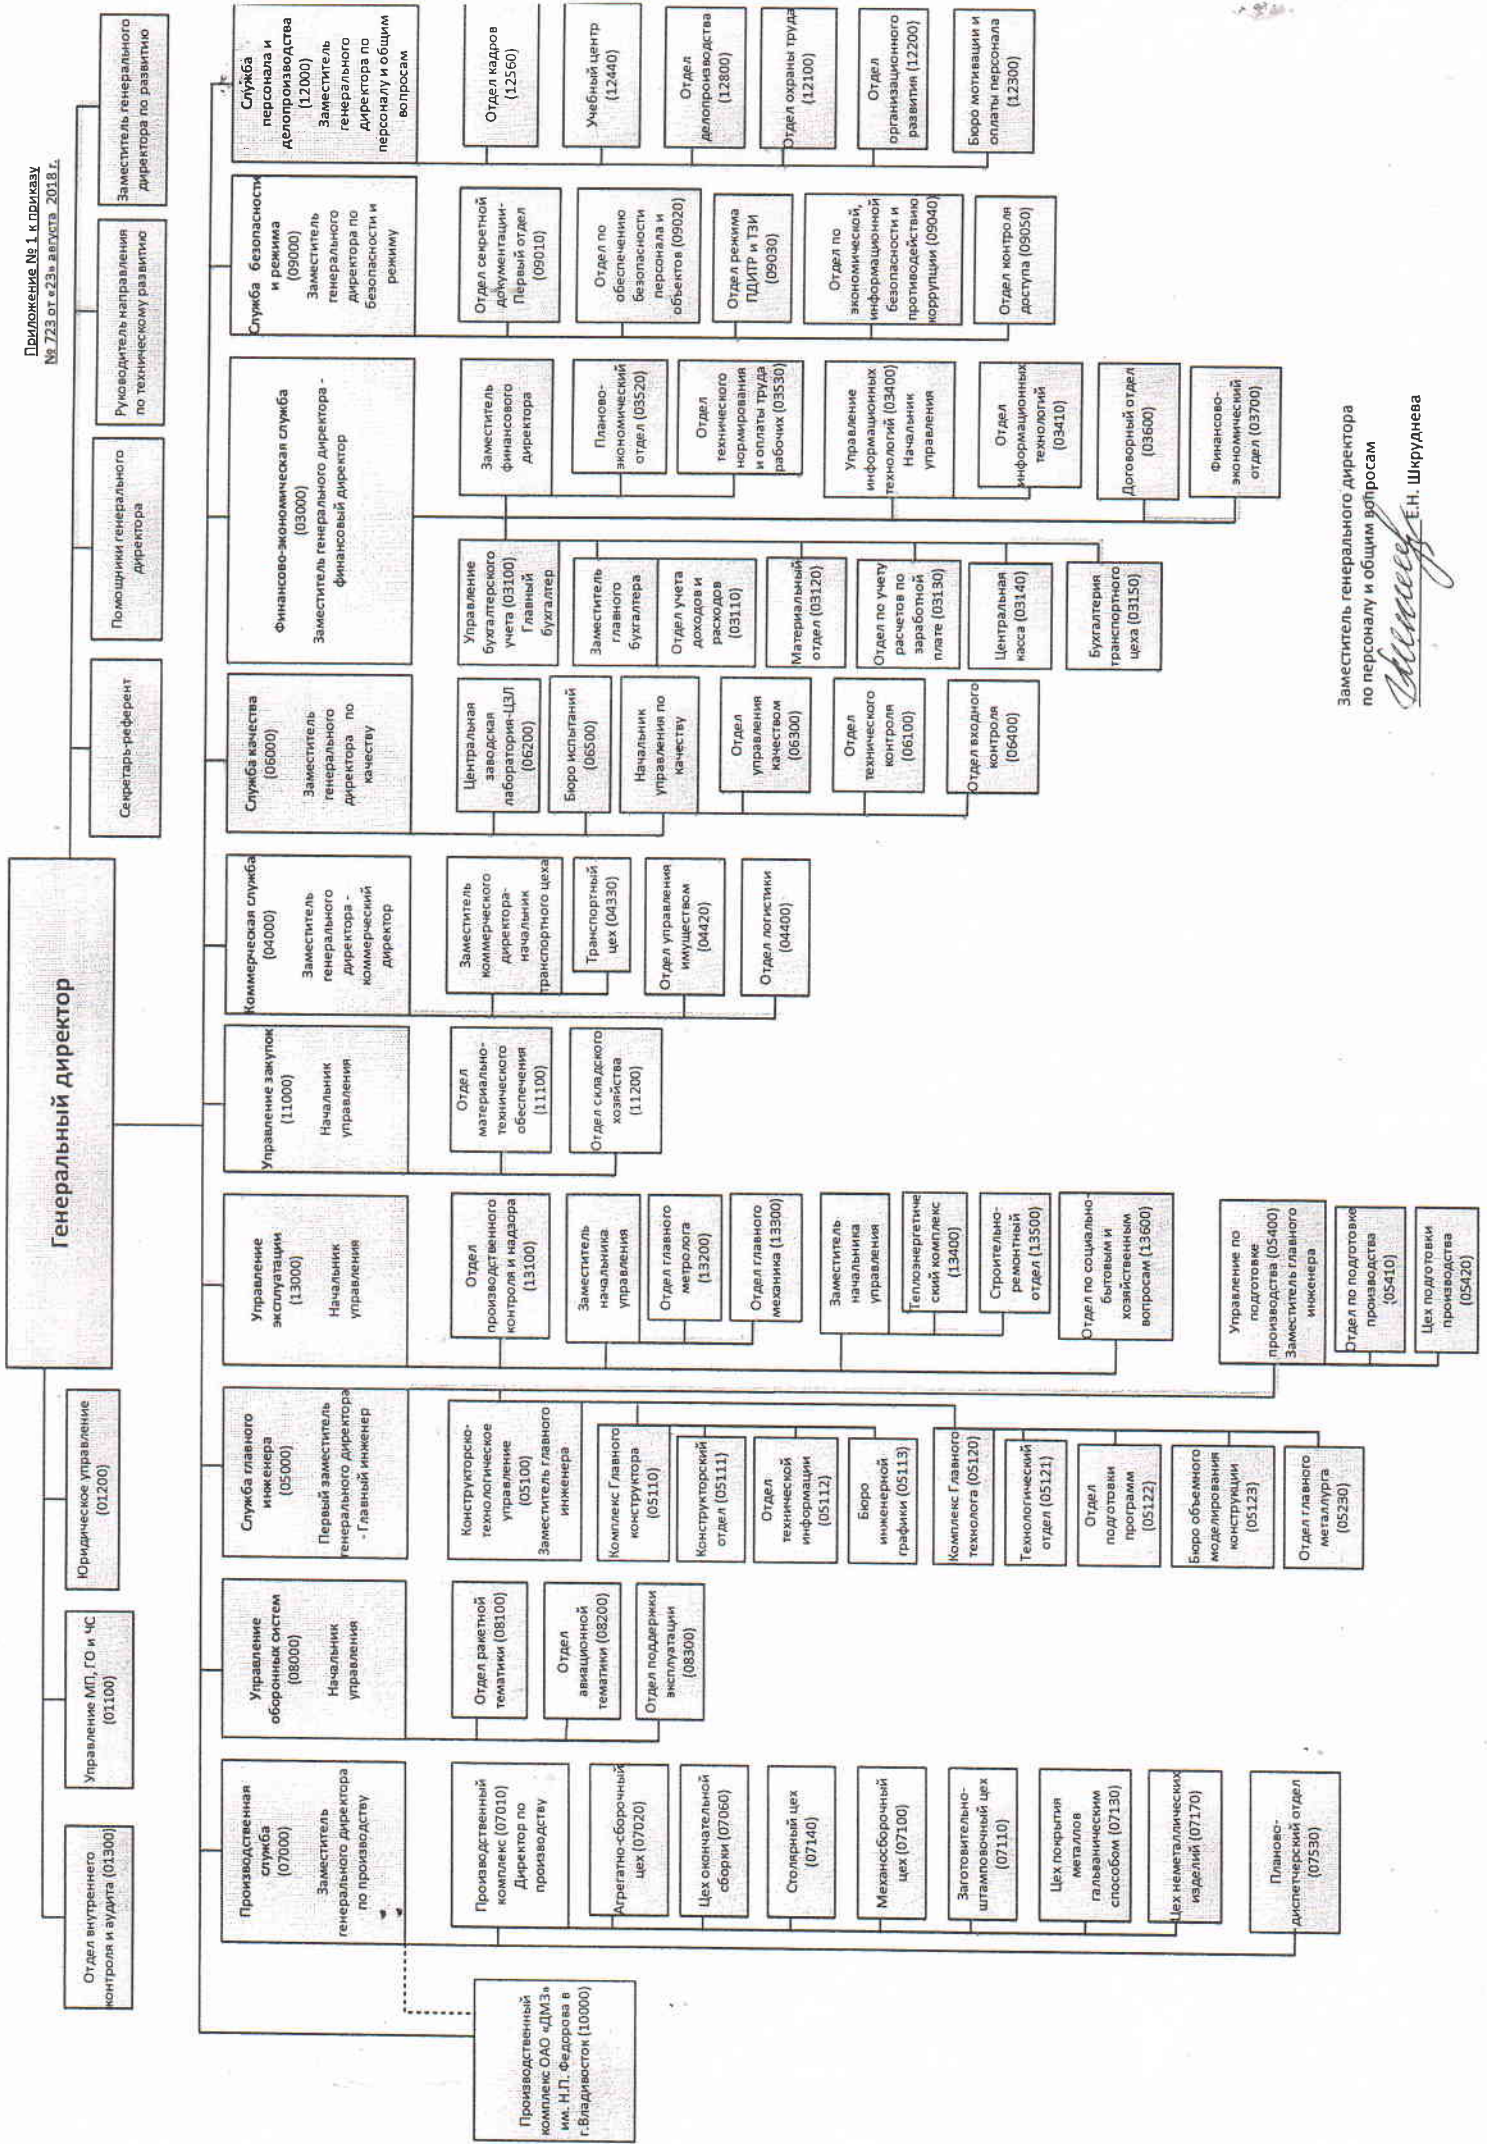 Приложение № 1 к приказу
№ 723 от «23» августа 2018 г.
Генеральный директор
Отдел внутреннего
контроля и аудита (01300)
Управление МП, ГО и ЧС
(01100)
Юридическое управление
(01200)
Секретарь-референт
Помощники генерального
директора
Руководитель направления
по техническому развитию
Заместитель генерального
директора по развитию
Производственный
комплекс ОАО «ДМЗ»
им. Н.П. Федорова в
г.Владивосток (10000)
Производственная
служба
(07000)
Заместитель
генерального директора
по производству
Производственный
комплекс (07010)
Директор по
производству
Агрегатно-сборочный
цех (07020)
Цех окончательной
сборки (07060)
Столярный цех
(07140)
Механосборочный
цех (07100)
Заготовительно-
штамповочный цех
(07110)
Цех покрытия
металлов
гальваническим
способом (07130)
Цех неметаллических
изделий (07170)
Планово-
диспетчерский отдел
(07530)
Управление
оборонных систем
(08000)
Начальник
управления
Отдел ракетной
тематики (08100)
Отдел
авиационной
тематики (08200)
Отдел поддержки
эксплуатации
(08300)
Служба главного
инженера
(05000)
Первый заместитель
генерального директора
- Главный инженер
Конструкторско-
технологическое
управление
(05100)
Заместитель главного
инженера
Комплекс Главного
конструктора
(05110)
Конструкторский
отдел (05111)
Отдел
технической
информации
(05112)
Бюро
инженерной
графики (05113)
Комплекс Главного
технолога (05120)
Технологический
отдел (05121)
Отдел
подготовки
программ
(05122)
Бюро объемного
моделирования
конструкции
(05123)
Отдел главного
металлурга
(05230)
Управление по
подготовке
производства (05400)
Заместитель главного
инженера
Отдел по подготовке
производства
(05410)
Цех подготовки
производства
(05420)
Управление
эксплуатации
(13000)
Начальник
управления
Отдел
производственного
контроля и надзора
(13100)
Заместитель
начальника
управления
Отдел главного
метролога
(13200)
Отдел главного
механика (13300)
Заместитель
начальника
управления
Теплоэнергетиче
ский комплекс
(13400)
Строительно-
ремонтный
отдел (13500)
Отдел по социально-
бытовым и
хозяйственным
вопросам (13600)
Управление закупок
(11000)
Начальник
управления
Отдел
материально-
технического
обеспечения
(11100)
Отдел складского
хозяйства
(11200)
Коммерческая служба
(04000)
Заместитель
генерального
директора -
коммерческий
директор
Заместитель
коммерческого
директора-
начальник
транспортного цеха
Транспортный
цех (04330)
Отдел управления
имуществом
(04420)
Отдел логистики
(04400)
Служба качества
(06000)
Заместитель
генерального
директора по
качеству
Центральная
заводская
лаборатория-ЦЗЛ
(06200)
Бюро испытаний
(06500)
Начальник
управления по
качеству
Отдел
управления
качеством
(06300)
Отдел
технического
контроля
(06100)
Отдел входного
контроля
(06400)
Финансово-экономическая служба
(03000)
Заместитель генерального директора -
финансовый директор
Управление
бухгалтерского
учета (03100)
Главный
бухгалтер
Заместитель
главного
бухгалтера
Отдел учета
доходов и
расходов
(03110)
Материальный
отдел (03120)
Отдел по учету
расчетов по
заработной
плате (03130)
Центральная
касса (03140)
Бухгалтерия
транспортного
цеха (03150)
Заместитель
финансового
директора
Планово-
экономический
отдел (03520)
Отдел
технического
нормирования
и оплаты труда
рабочих (03530)
Управление
информационных
технологий (03400)
Начальник
управления
Отдел
информационных
технологий
(03410)
Договорный отдел
(03600)
Финансово-
экономический
отдел (03700)
Служба безопасности
и режима
(09000)
Заместитель
генерального
директора по
безопасности и
режиму
Отдел секретной
документации-
Первый отдел
(09010)
Отдел по
обеспечению
безопасности
персонала и
объектов (09020)
Отдел режима
ПДИТР и ТЗИ
(09030)
Отдел по
экономической,
информационной
безопасности и
противодействию
коррупции (09040)
Отдел контроля
доступа (09050)
Служба
персонала и
делопроизводства
(12000)
Заместитель
генерального
директора по
персоналу и общим
вопросам
Отдел кадров
(12560)
Учебный центр
(12440)
Отдел
делопроизводства
(12800)
Отдел охраны труда
(12100)
Отдел
организационного
развития (12200)
Бюро мотивации и
оплаты персонала
(12300)
Заместитель генерального директора
по персоналу и общим вопросам
Е.Н. Шкруднева